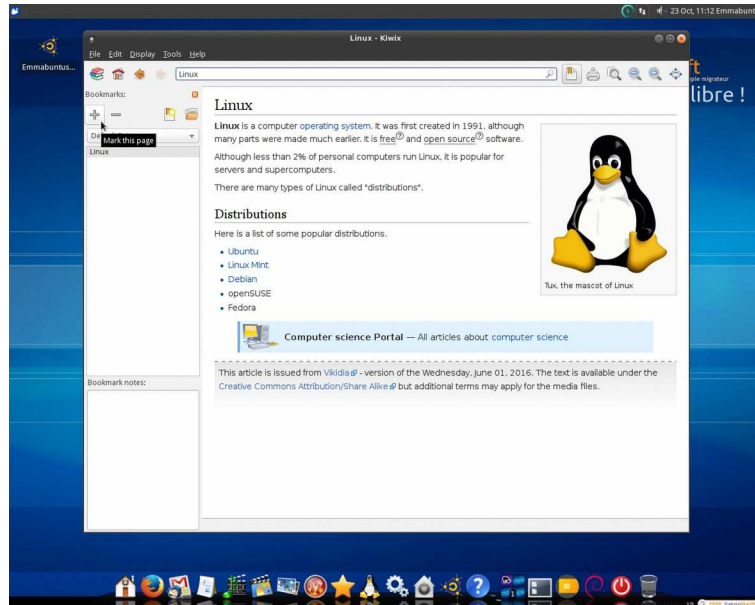 23 Oct, 11:12 Emmabunt
Emmabuntus...
Linux - Kiwix
File Edit Display Tools Help
Linux
ft
ple migrateur
libre !
Bookmarks:
Mark this page
Linux
Bookmark notes:
Linux
Linux is a computer operating system. It was first created in 1991, although
many parts were made much earlier. It is free? and open source? software.
Although less than 2% of personal computers run Linux, it is popular for
servers and supercomputers.
There are many types of Linux called "distributions".
Tux, the mascot of Linux
Distributions
Here is a list of some popular distributions.
• Ubuntu
• Linux Mint
• Debian
• openSUSE
• Fedora
Computer science Portal — All articles about computer science
This article is issued from Vikidia - version of the Wednesday, June 01, 2016. The text is available under the
Creative Commons Attribution/Share Alike but additional terms may apply for the media files.
?
1